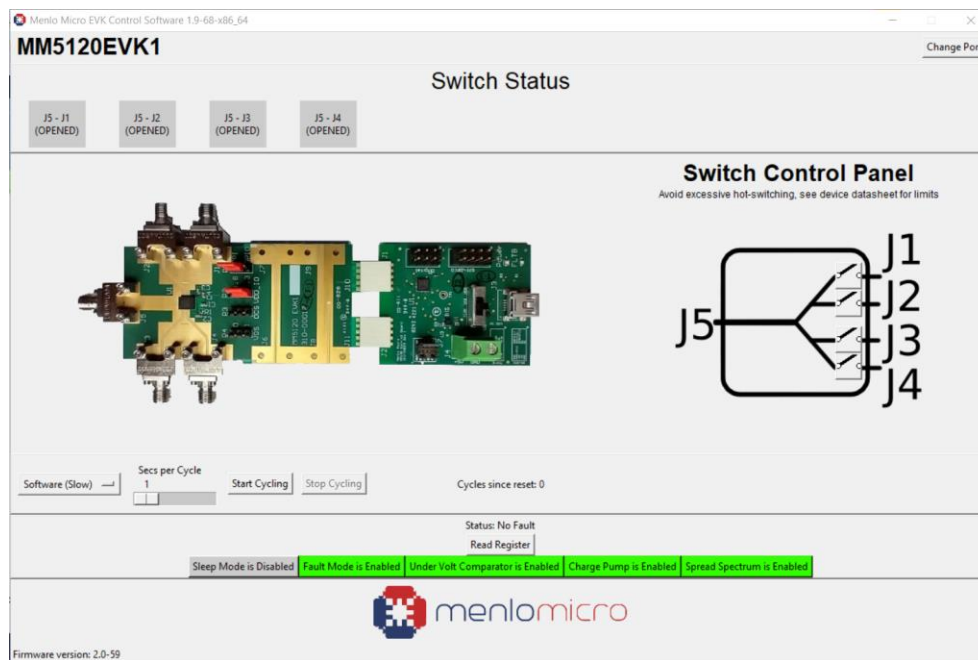 Menlo Micro EVK Control Software 1.9-68-x86_64
MM5120EVK1
Change Por
Switch Status
J5 - J1
(OPENED)
J5 - J2
(OPENED)
J5 - J3
(OPENED)
J5 - J4
(OPENED)
Switch Control Panel
Avoid excessive hot-switching, see device datasheet for limits
J5
J1
J2
J3
J4
Software (Slow)
Secs per Cycle
1
Start Cycling
Stop Cycling
Cycles since reset: 0
Status: No Fault
Read Register
Sleep Mode is Disabled
Fault Mode is Enabled
Under Volt Comparator is Enabled
Charge Pump is Enabled
Spread Spectrum is Enabled
menlomicro
Firmware version: 2.0-59